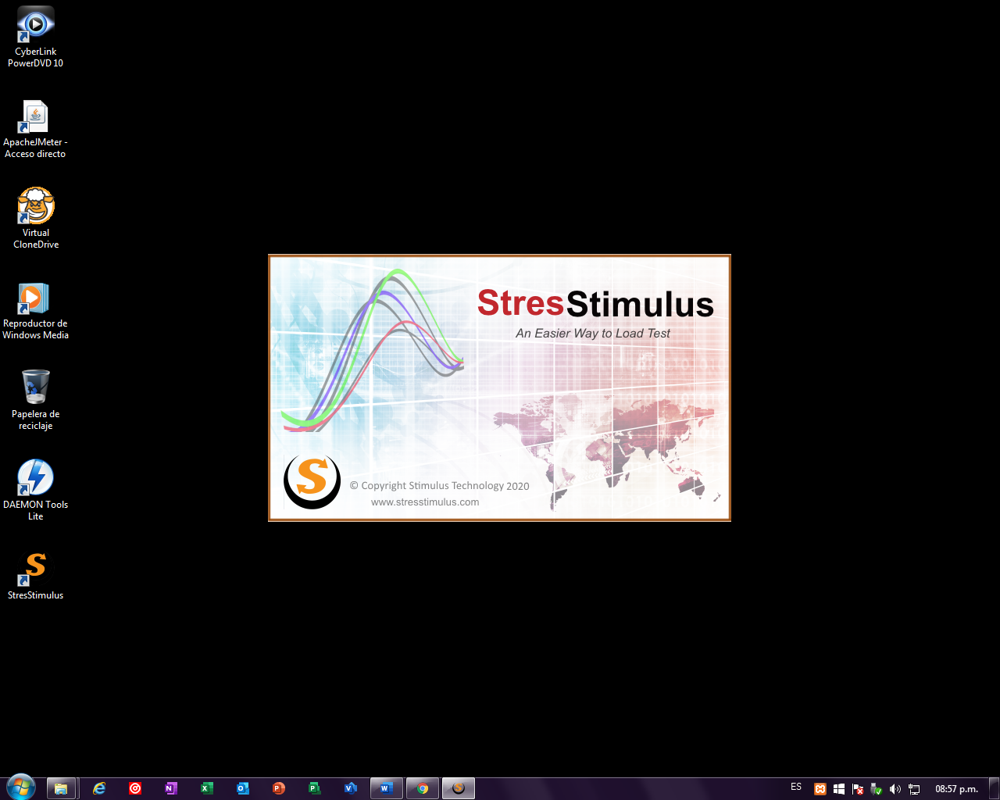 CyberLink
PowerDVD 10
ApacheJMeter -
Acceso directo
Virtual
CloneDrive
Reproductor de
Windows Media
Papelera de
reciclaje
DAEMON Tools
Lite
StresStimulus
StresStimulus
An Easier Way to Load Test
© Copyright Stimulus Technology 2020
www.stresstimulus.com
ES
08:57 p.m.